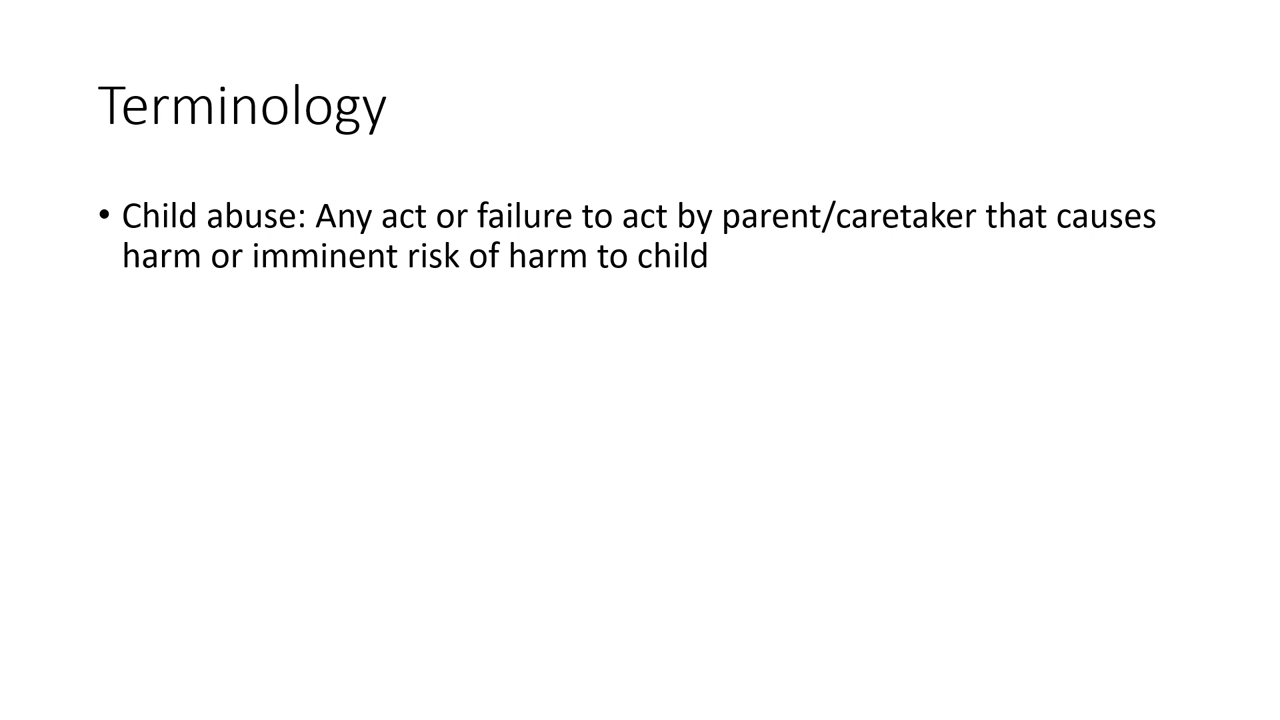 Terminology
• Child abuse: Any act or failure to act by parent/caretaker that causes
harm or imminent risk of harm to child